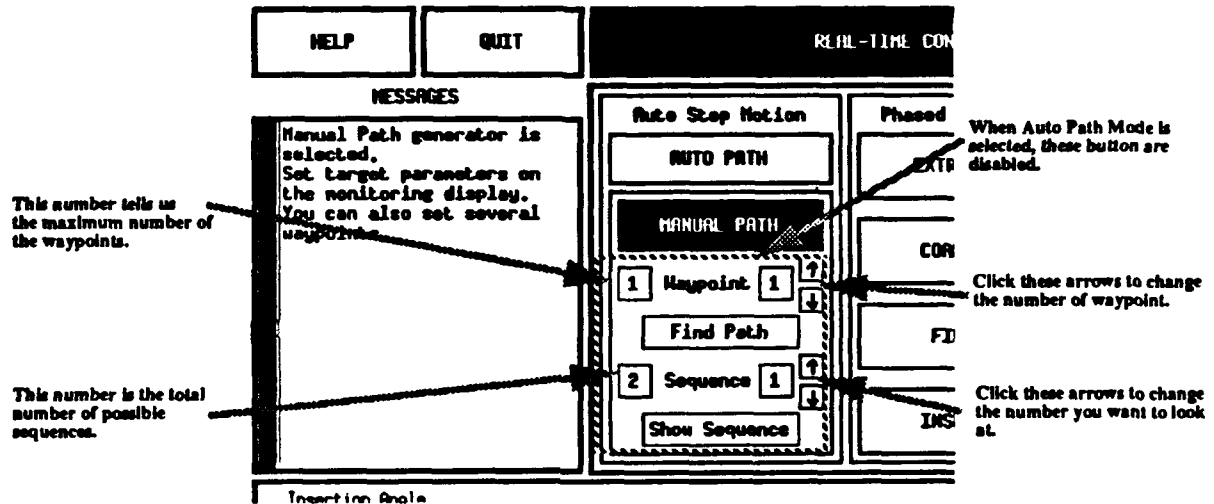 HELP
QUIT
REAL-TIME CON
MESSAGES
Manual Path generator is
selected.
Set target parameters on
the monitoring display.
You can also set several
waypoints.
Auto Step Motion
AUTO PATH
MANUAL PATH
1 Waypoint 1 ↑
↓
Find Path
2 Sequence 1 ↑
↓
Show Sequence
Phased
EXTR
COR
FI
INS
Insertion Angle
This number tells us
the maximum number of
the waypoints.
This number is the total
number of possible
sequences.
When Auto Path Mode is
selected, these button are
disabled.
Click these arrows to change
the number of waypoint.
Click these arrows to change
the number you want to look
at.